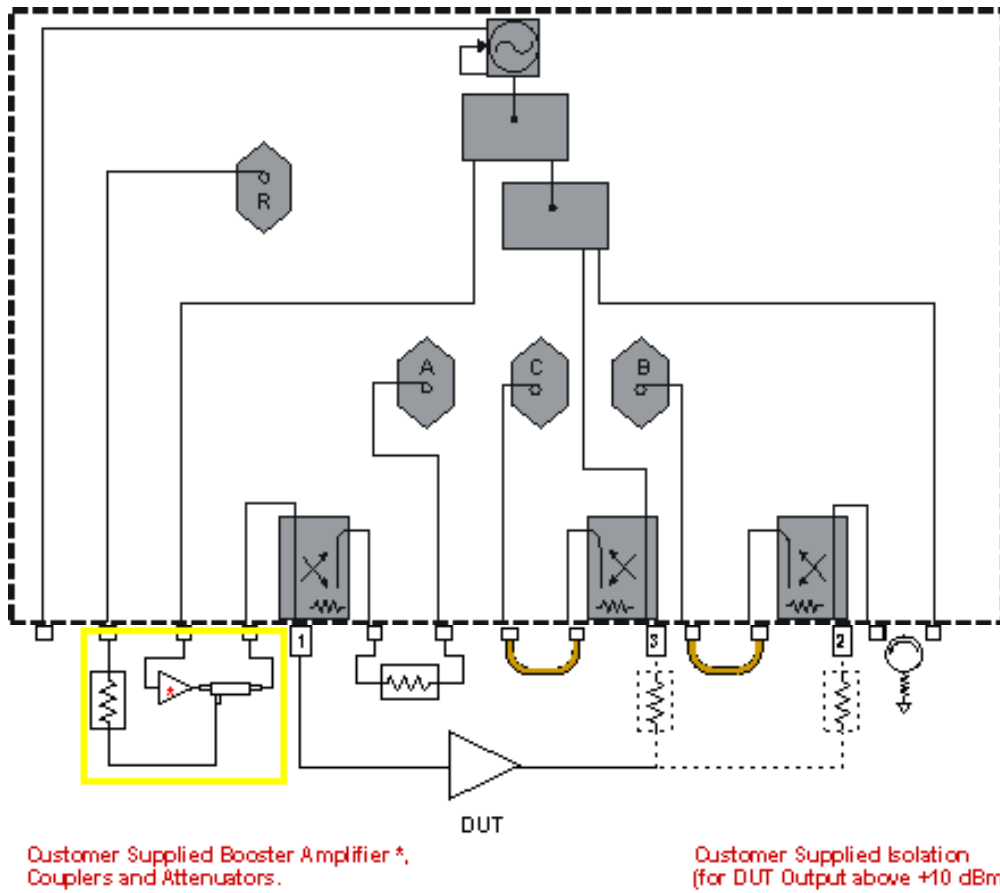 R
A
C
B
1
3
2
*
DUT
Customer Supplied Booster Amplifier *,
Couplers and Attenuators.
Customer Supplied Isolation
(for DUT Output above +10 dBm